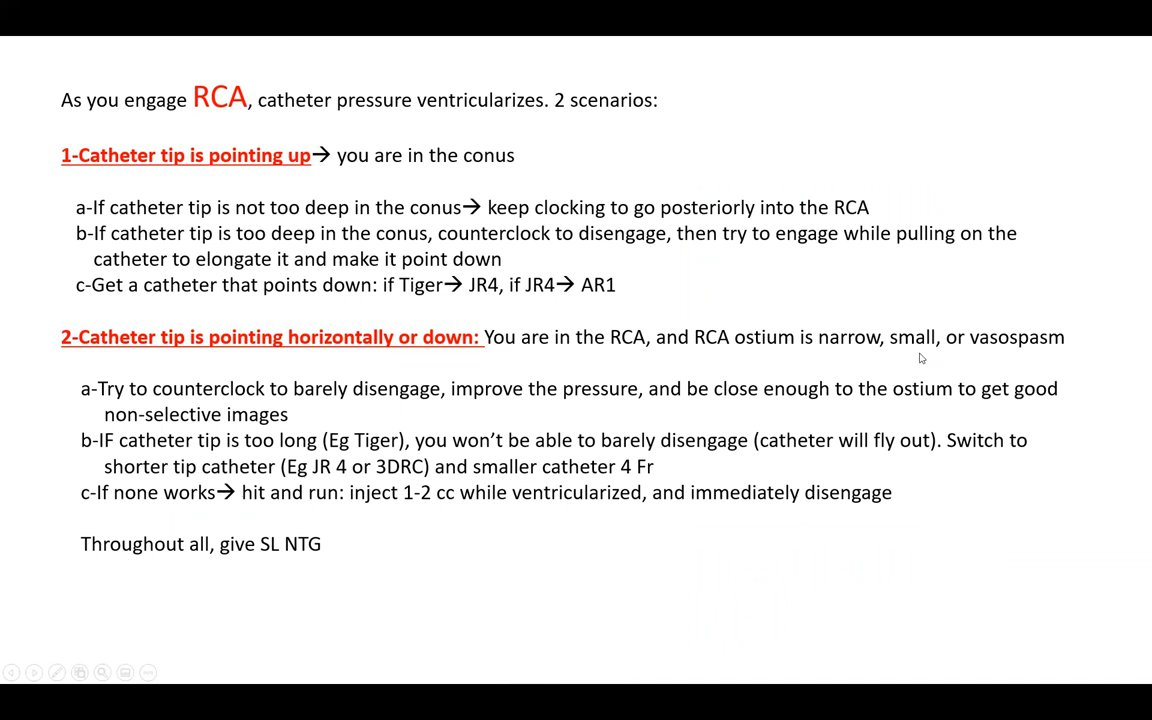 As you engage RCA, catheter pressure ventricularizes. 2 scenarios:
1-Catheter tip is pointing up→ you are in the conus
a-If catheter tip is not too deep in the conus→ keep clocking to go posteriorly into the RCA
b-If catheter tip is too deep in the conus, counterclock to disengage, then try to engage while pulling on the
catheter to elongate it and make it point down
c-Get a catheter that points down: if Tiger→ JR4, if JR4→ AR1
2-Catheter tip is pointing horizontally or down: You are in the RCA, and RCA ostium is narrow, small, or vasospasm
a-Try to counterclock to barely disengage, improve the pressure, and be close enough to the ostium to get good
non-selective images
b-IF catheter tip is too long (Eg Tiger), you won’t be able to barely disengage (catheter will fly out). Switch to
shorter tip catheter (Eg JR 4 or 3DRC) and smaller catheter 4 Fr
c-If none works→ hit and run: inject 1-2 cc while ventricularized, and immediately disengage
Throughout all, give SL NTG